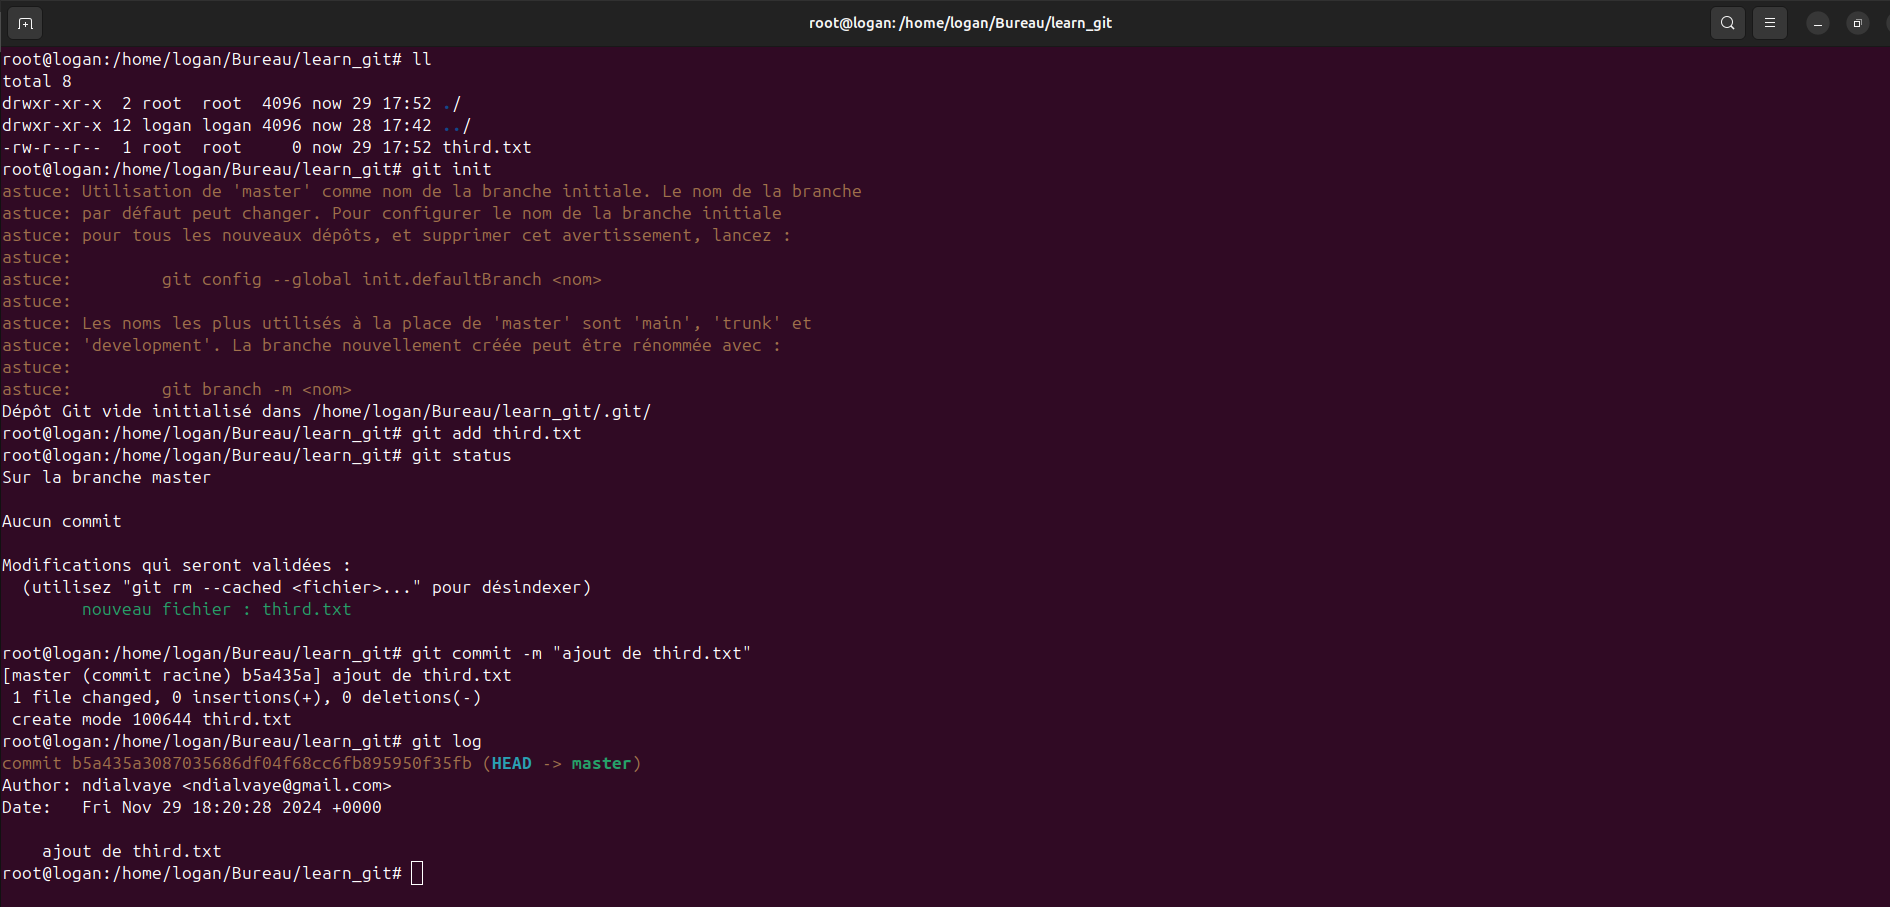 root@logan: /home/logan/Bureau/learn_git
root@logan:/home/logan/Bureau/learn_git# ll
total 8
drwxr-xr-x  2 root  root  4096 now 29 17:52 ./
drwxr-xr-x 12 logan logan 4096 now 28 17:42 ../
-rw-r--r--  1 root  root     0 now 29 17:52 third.txt
root@logan:/home/logan/Bureau/learn_git# git init
astuce: Utilisation de 'master' comme nom de la branche initiale. Le nom de la branche
astuce: par défaut peut changer. Pour configurer le nom de la branche initiale
astuce: pour tous les nouveaux dépôts, et supprimer cet avertissement, lancez :
astuce:
astuce:         git config --global init.defaultBranch <nom>
astuce:
astuce: Les noms les plus utilisés à la place de 'master' sont 'main', 'trunk' et
astuce: 'development'. La branche nouvellement créée peut être rénommée avec :
astuce:
astuce:         git branch -m <nom>
Dépôt Git vide initialisé dans /home/logan/Bureau/learn_git/.git/
root@logan:/home/logan/Bureau/learn_git# git add third.txt
root@logan:/home/logan/Bureau/learn_git# git status
Sur la branche master
Aucun commit
Modifications qui seront validées :
  (utilisez "git rm --cached <fichier>..." pour désindexer)
        nouveau fichier : third.txt
root@logan:/home/logan/Bureau/learn_git# git commit -m "ajout de third.txt"
[master (commit racine) b5a435a] ajout de third.txt
 1 file changed, 0 insertions(+), 0 deletions(-)
 create mode 100644 third.txt
root@logan:/home/logan/Bureau/learn_git# git log
commit b5a435a3087035686df04f68cc6fb895950f35fb (HEAD -> master)
Author: ndialvaye <ndialvaye@gmail.com>
Date:   Fri Nov 29 18:20:28 2024 +0000
    ajout de third.txt
root@logan:/home/logan/Bureau/learn_git#